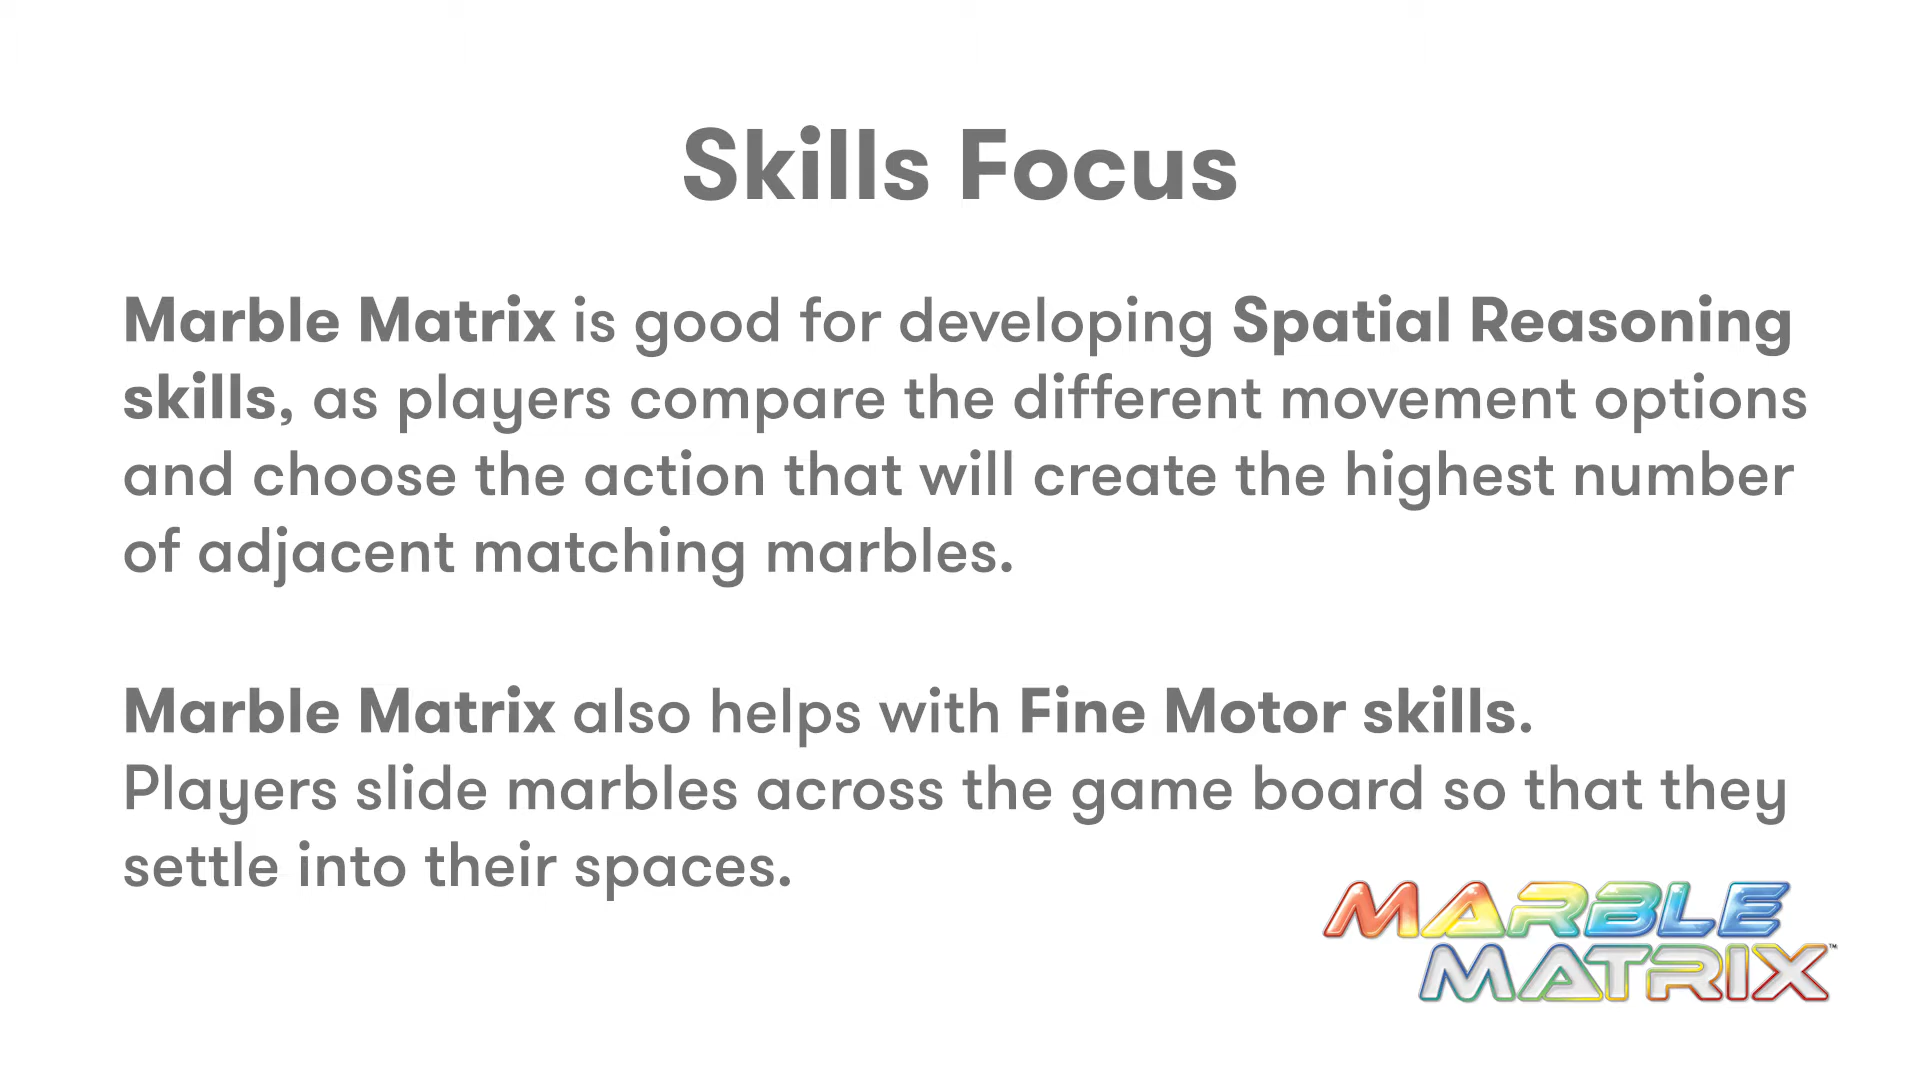 Skills Focus
Marble Matrix is good for developing Spatial Reasoning
skills, as players compare the different movement options
and choose the action that will create the highest number
of adjacent matching marbles.
Marble Matrix also helps with Fine Motor skills.
Players slide marbles across the game board so that they
settle into their spaces.
MARBLE
MATRIX™